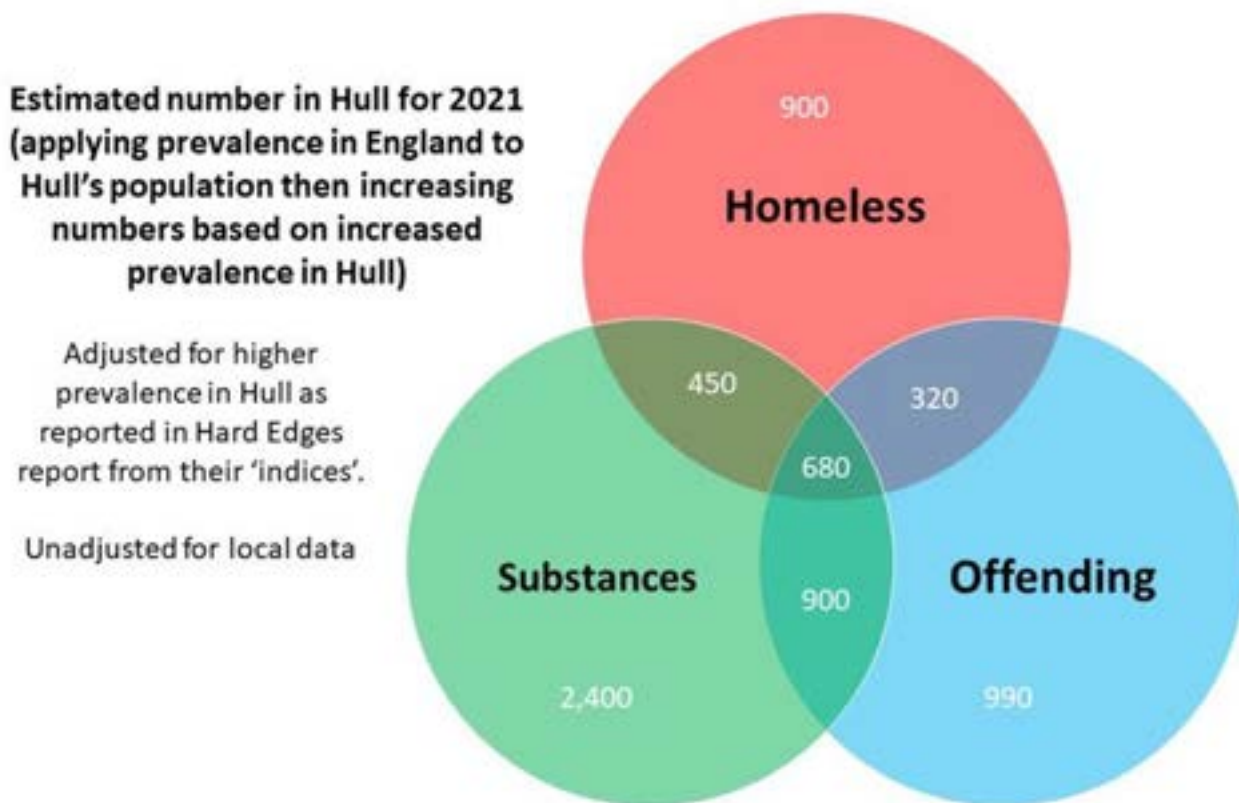 Estimated number in Hull for 2021
(applying prevalence in England to
Hull’s population then increasing
numbers based on increased
prevalence in Hull)
Adjusted for higher
prevalence in Hull as
reported in Hard Edges
report from their ‘indices’.
Unadjusted for local data
900
Homeless
450
320
680
Substances
Offending
900
2,400
990